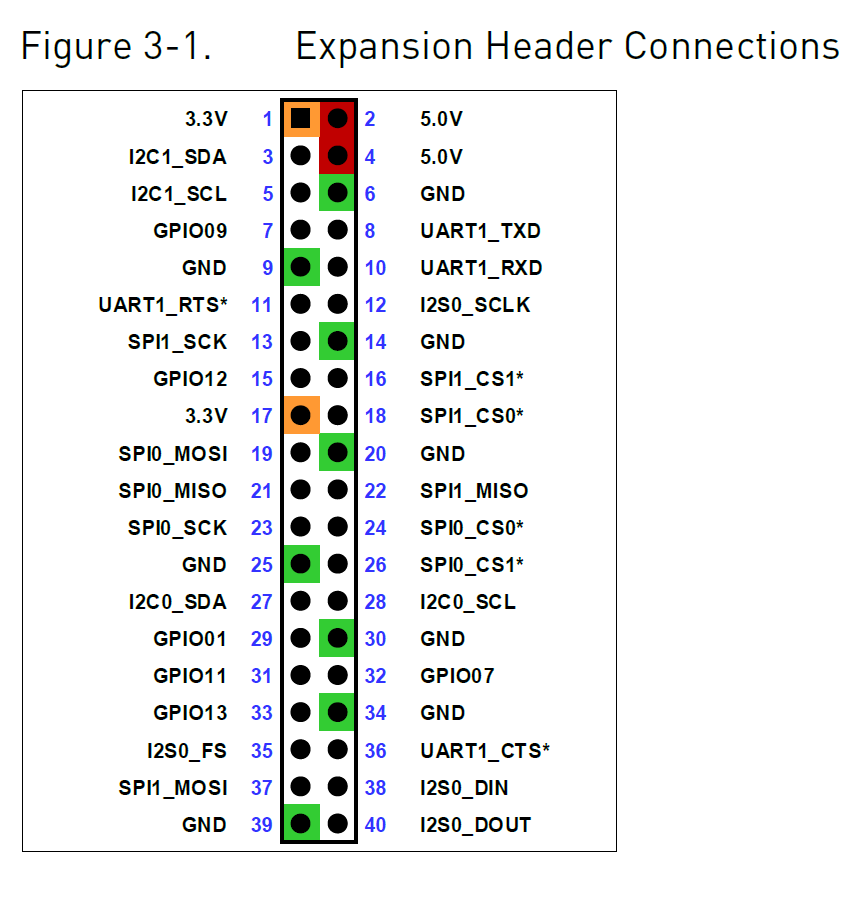 Figure 3-1. Expansion Header Connections
3.3V 1 2 5.0V
I2C1_SDA 3 4 5.0V
I2C1_SCL 5 6 GND
GPIO09 7 8 UART1_TXD
GND 9 10 UART1_RXD
UART1_RTS* 11 12 I2S0_SCLK
SPI1_SCK 13 14 GND
GPIO12 15 16 SPI1_CS1*
3.3V 17 18 SPI1_CS0*
SPI0_MOSI 19 20 GND
SPI0_MISO 21 22 SPI1_MISO
SPI0_SCK 23 24 SPI0_CS0*
GND 25 26 SPI0_CS1*
I2C0_SDA 27 28 I2C0_SCL
GPIO01 29 30 GND
GPIO11 31 32 GPIO07
GPIO13 33 34 GND
I2S0_FS 35 36 UART1_CTS*
SPI1_MOSI 37 38 I2S0_DIN
GND 39 40 I2S0_DOUT